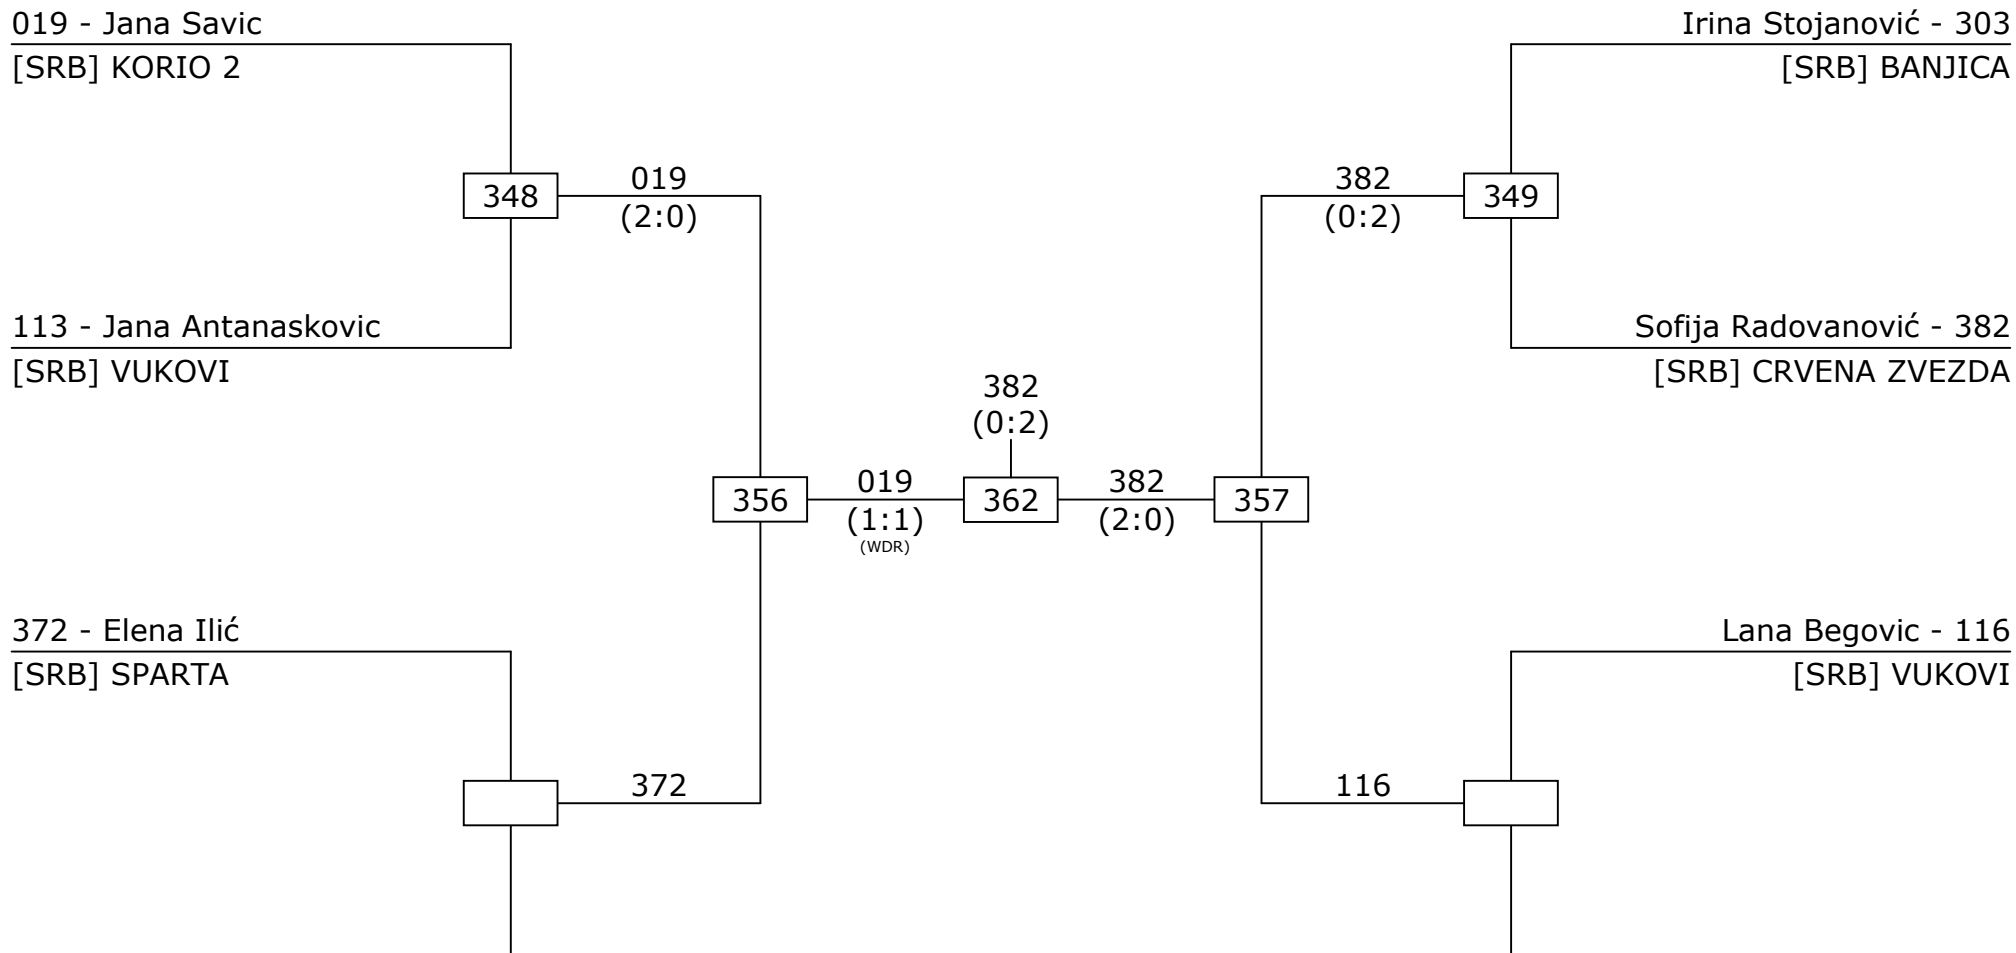 019 - Jana Savic
[SRB] KORIO 2
Irina Stojanović - 303
[SRB] BANJICA
348
019
(2:0)
382
(0:2)
349
113 - Jana Antanaskovic
[SRB] VUKOVI
Sofija Radovanović - 382
[SRB] CRVENA ZVEZDA
382
(0:2)
356
019
(1:1)
(WDR)
362
382
(2:0)
357
372 - Elena Ilić
[SRB] SPARTA
Lana Begovic - 116
[SRB] VUKOVI
372
116